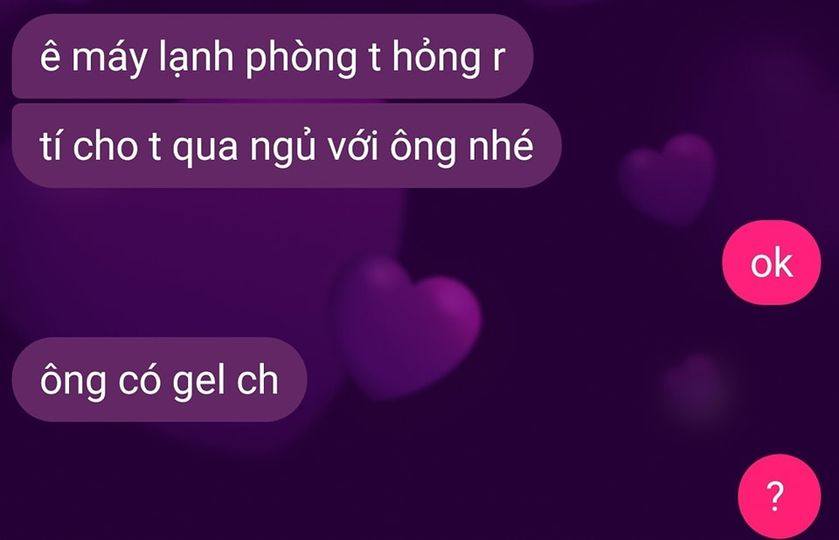 ê máy lạnh phòng t hỏng r
tí cho t qua ngủ với ông nhé
ok
ông có gel ch
?